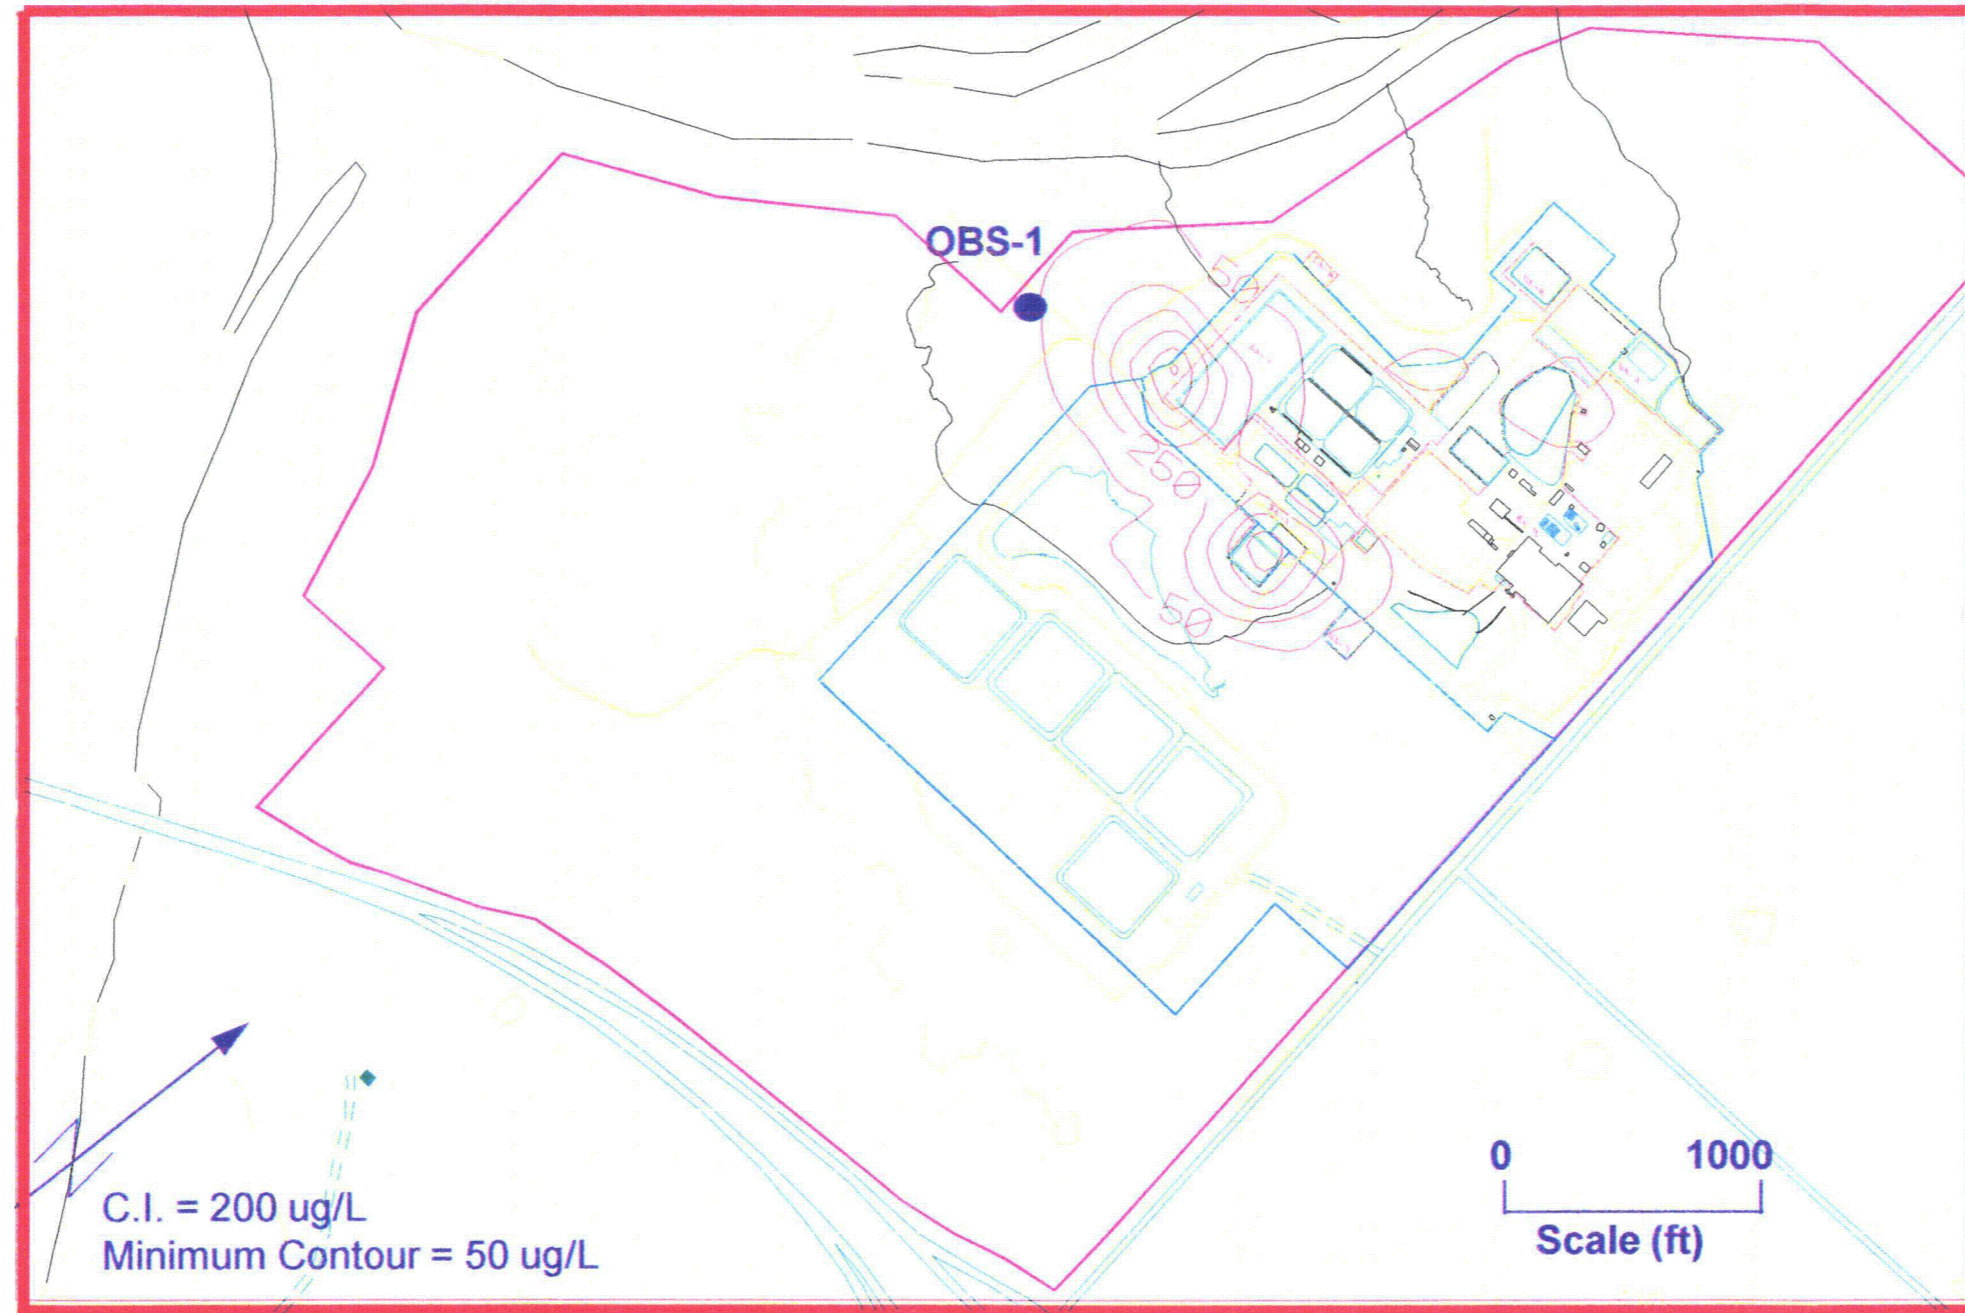 OBS-1
50
250
50
0 1000
Scale (ft)
C.I. = 200 ug/L
Minimum Contour = 50 ug/L